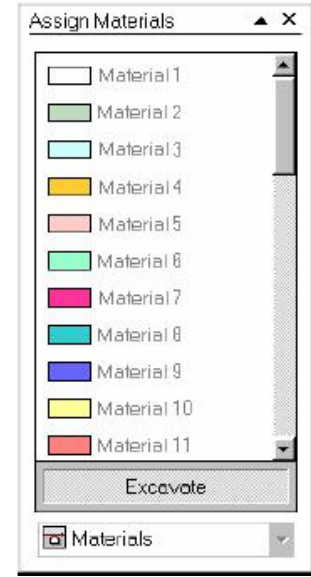 Assign Materials
Material 1
Material 2
Material 3
Material 4
Material 5
Material 6
Material 7
Material 8
Material 9
Material 10
Material 11
Excavate
Materials